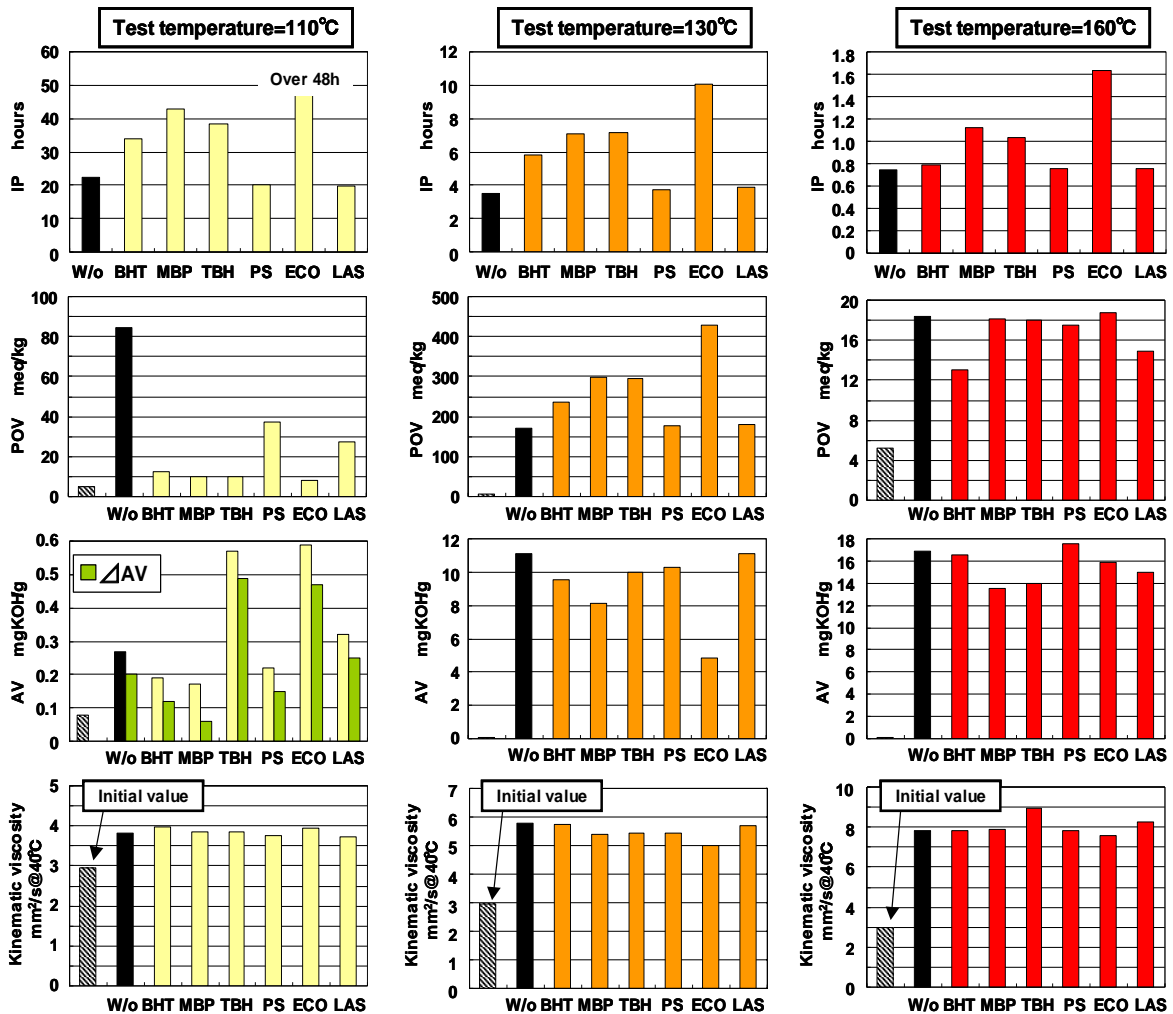 Test temperature=110℃
Test temperature=130℃
Test temperature=160℃
IP hours
60
50
40
30
20
10
0
Over 48h
W/o BHT MBP TBH PS ECO LAS
IP hours
12
10
8
6
4
2
0
W/o BHT MBP TBH PS ECO LAS
IP hours
1.8
1.6
1.4
1.2
1.0
0.8
0.6
0.4
0.2
0
W/o BHT MBP TBH PS ECO LAS
POV meq/kg
100
80
60
40
20
0
W/o BHT MBP TBH PS ECO LAS
POV meq/kg
500
400
300
200
100
0
W/o BHT MBP TBH PS ECO LAS
POV meq/kg
20
16
12
8
4
0
W/o BHT MBP TBH PS ECO LAS
AV mgKOHg
0.6
0.5
0.4
0.3
0.2
0.1
0
⊿AV
W/o BHT MBP TBH PS ECO LAS
AV mgKOHg
12
10
8
6
4
2
0
W/o BHT MBP TBH PS ECO LAS
AV mgKOHg
18
16
14
12
10
8
6
4
2
0
W/o BHT MBP TBH PS ECO LAS
Kinematic viscosity
mm²/s@40℃
5
4
3
2
1
0
Initial value
W/o BHT MBP TBH PS ECO LAS
Kinematic viscosity
mm²/s@40℃
7
6
5
4
3
2
1
0
Initial value
W/o BHT MBP TBH PS ECO LAS
Kinematic viscosity
mm²/s@40℃
10
8
6
4
2
0
Initial value
W/o BHT MBP TBH PS ECO LAS